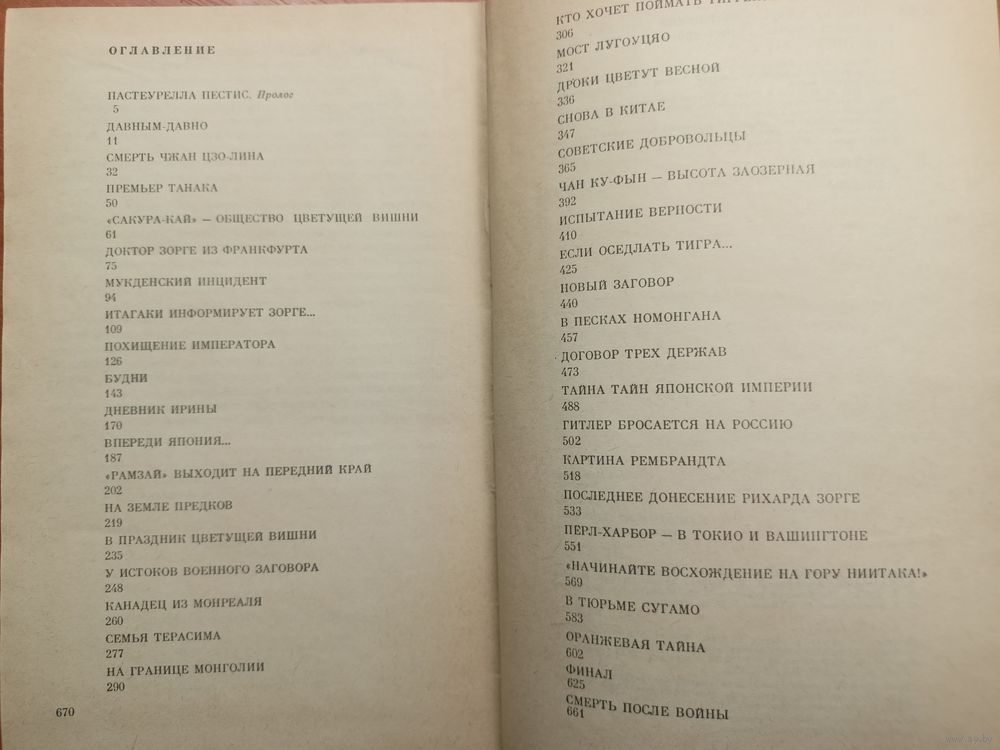 ОГЛАВЛЕНИЕ
ПАСТЕУРЕЛЛА ПЕСТИС. Пролог
5
ДАВНЫМ-ДАВНО
11
СМЕРТЬ ЧЖАН ЦЗО-ЛИНА
32
ПРЕМЬЕР ТАНАКА
50
«САКУРА-КАЙ» — ОБЩЕСТВО ЦВЕТУЩЕЙ ВИШНИ
61
ДОКТОР ЗОРГЕ ИЗ ФРАНКФУРТА
75
МУКДЕНСКИЙ ИНЦИДЕНТ
94
ИТАГАКИ ИНФОРМИРУЕТ ЗОРГЕ...
109
ПОХИЩЕНИЕ ИМПЕРАТОРА
126
БУДНИ
143
ДНЕВНИК ИРИНЫ
170
ВПЕРЕДИ ЯПОНИЯ...
187
«РАМЗАЙ» ВЫХОДИТ НА ПЕРЕДНИЙ КРАЙ
202
НА ЗЕМЛЕ ПРЕДКОВ
219
В ПРАЗДНИК ЦВЕТУЩЕЙ ВИШНИ
235
У ИСТОКОВ ВОЕННОГО ЗАГОВОРА
248
КАНАДЕЦ ИЗ МОНРЕАЛЯ
260
СЕМЬЯ ТЕРАСИМА
277
НА ГРАНИЦЕ МОНГОЛИИ
290
670
КТО ХОЧЕТ ПОЙМАТЬ
306
МОСТ ЛУГОУЦЯО
321
ДРОКИ ЦВЕТУТ ВЕСНОЙ
336
СНОВА В КИТАЕ
347
СОВЕТСКИЕ ДОБРОВОЛЬЦЫ
365
ЧАН КУ-ФЫН — ВЫСОТА ЗАОЗЕРНАЯ
392
ИСПЫТАНИЕ ВЕРНОСТИ
410
ЕСЛИ ОСЕДЛАТЬ ТИГРА...
425
НОВЫЙ ЗАГОВОР
440
В ПЕСКАХ НОМОНГАНА
457
ДОГОВОР ТРЕХ ДЕРЖАВ
473
ТАЙНА ТАЙН ЯПОНСКОЙ ИМПЕРИИ
488
ГИТЛЕР БРОСАЕТСЯ НА РОССИЮ
502
КАРТИНА РЕМБРАНДТА
518
ПОСЛЕДНЕЕ ДОНЕСЕНИЕ РИХАРДА ЗОРГЕ
533
ПЕРЛ-ХАРБОР — В ТОКИО И ВАШИНГТОНЕ
551
«НАЧИНАЙТЕ ВОСХОЖДЕНИЕ НА ГОРУ НИИТАКА!»
569
В ТЮРЬМЕ СУГАМО
583
ОРАНЖЕВАЯ ТАЙНА
602
ФИНАЛ
625
СМЕРТЬ ПОСЛЕ ВОЙНЫ
661